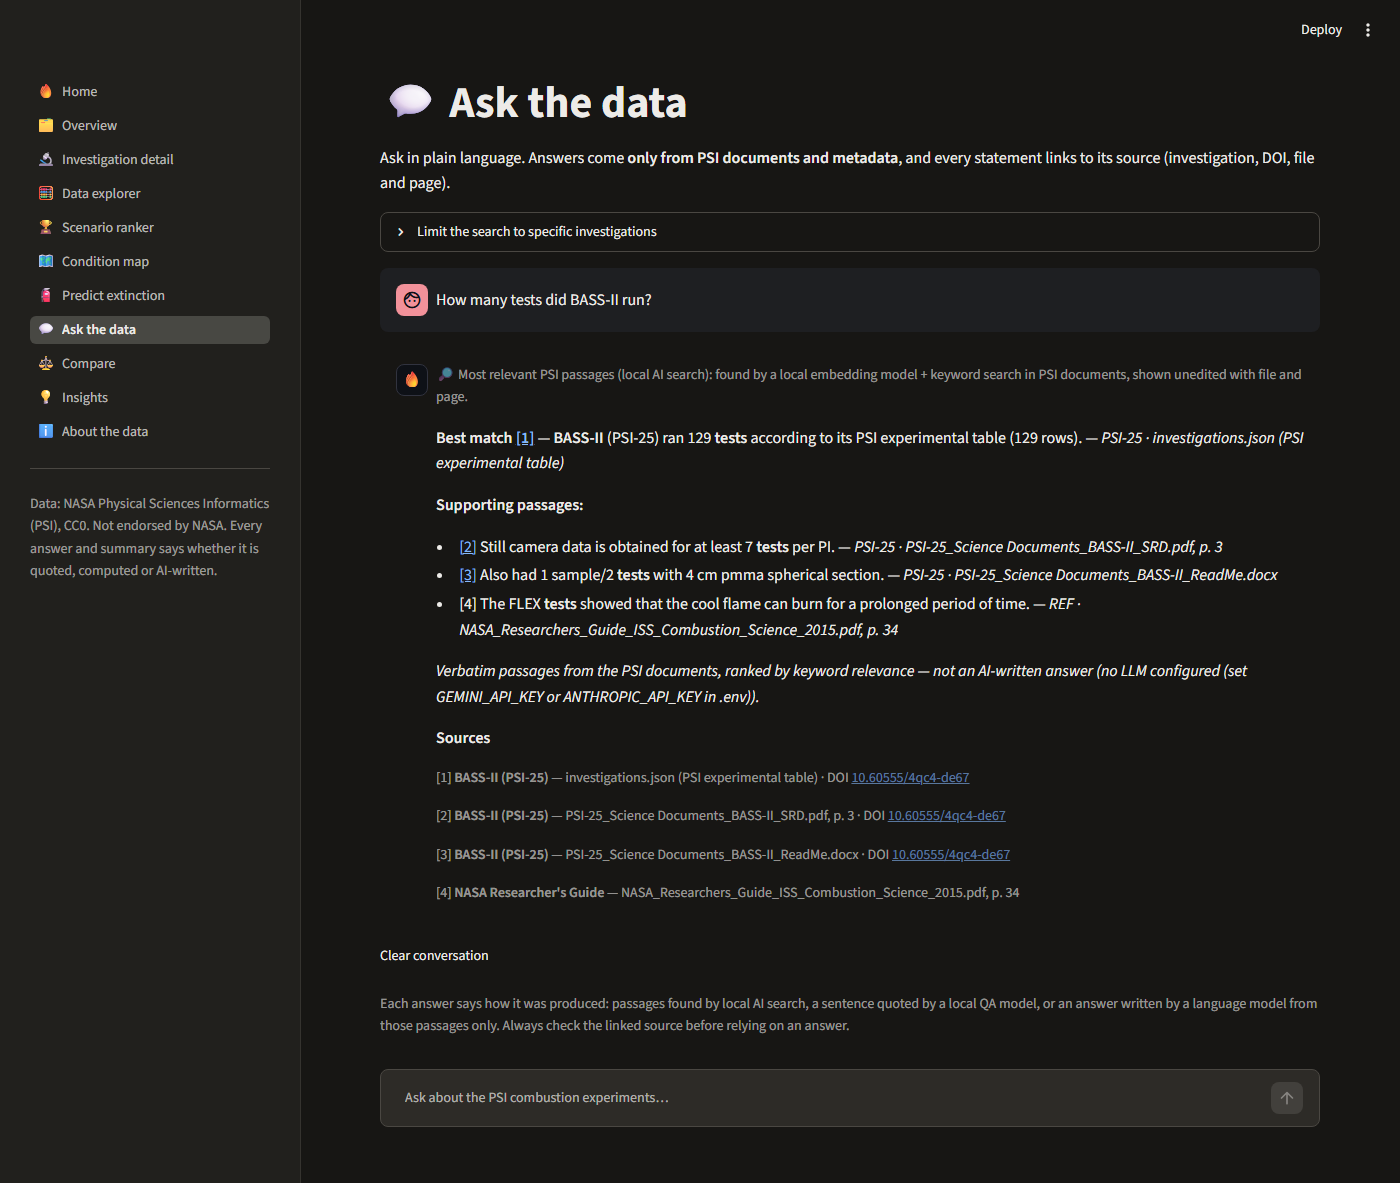 Deploy
Home
Overview
Investigation detail
Data explorer
Scenario ranker
Condition map
Predict extinction
Ask the data
Compare
Insights
About the data
Data: NASA Physical Sciences Informatics
(PSI), CC0. Not endorsed by NASA. Every
answer and summary says whether it is
quoted, computed or AI-written.
Ask the data
Ask in plain language. Answers come only from PSI documents and metadata, and every statement links to its source (investigation, DOI, file
and page).
Limit the search to specific investigations
How many tests did BASS-II run?
Most relevant PSI passages (local AI search): found by a local embedding model + keyword search in PSI documents, shown unedited with file and
page.
Best match [1] — BASS-II (PSI-25) ran 129 tests according to its PSI experimental table (129 rows). — PSI-25 · investigations.json (PSI
experimental table)
Supporting passages:
• [2] Still camera data is obtained for at least 7 tests per PI. — PSI-25 · PSI-25_Science Documents_BASS-II_SRD.pdf, p. 3
• [3] Also had 1 sample/2 tests with 4 cm pmma spherical section. — PSI-25 · PSI-25_Science Documents_BASS-II_ReadMe.docx
• [4] The FLEX tests showed that the cool flame can burn for a prolonged period of time. — REF ·
NASA_Researchers_Guide_ISS_Combustion_Science_2015.pdf, p. 34
Verbatim passages from the PSI documents, ranked by keyword relevance — not an AI-written answer (no LLM configured (set
GEMINI_API_KEY or ANTHROPIC_API_KEY in .env)).
Sources
[1] BASS-II (PSI-25) — investigations.json (PSI experimental table) · DOI 10.60555/4qc4-de67
[2] BASS-II (PSI-25) — PSI-25_Science Documents_BASS-II_SRD.pdf, p. 3 · DOI 10.60555/4qc4-de67
[3] BASS-II (PSI-25) — PSI-25_Science Documents_BASS-II_ReadMe.docx · DOI 10.60555/4qc4-de67
[4] NASA Researcher's Guide — NASA_Researchers_Guide_ISS_Combustion_Science_2015.pdf, p. 34
Clear conversation
Each answer says how it was produced: passages found by local AI search, a sentence quoted by a local QA model, or an answer written by a language model from
those passages only. Always check the linked source before relying on an answer.
Ask about the PSI combustion experiments…